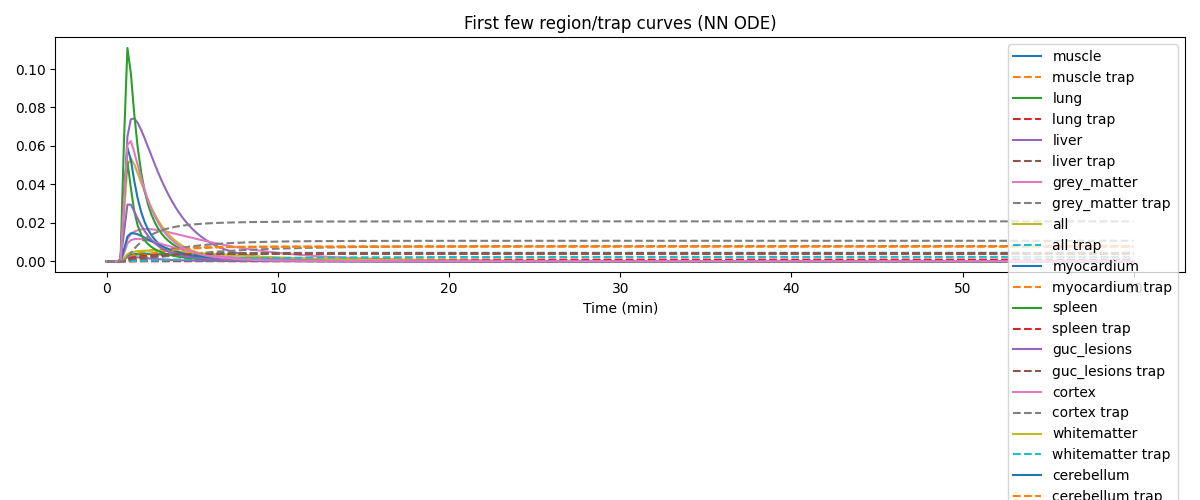 First few region/trap curves (NN ODE)
0.10
0.08
0.06
0.04
0.02
0.00
0
10
20
30
40
50
Time (min)
muscle
muscle trap
lung
lung trap
liver
liver trap
grey_matter
grey_matter trap
all
all trap
myocardium
myocardium trap
spleen
spleen trap
guc_lesions
guc_lesions trap
cortex
cortex trap
whitematter
whitematter trap
cerebellum
cerebellum trap